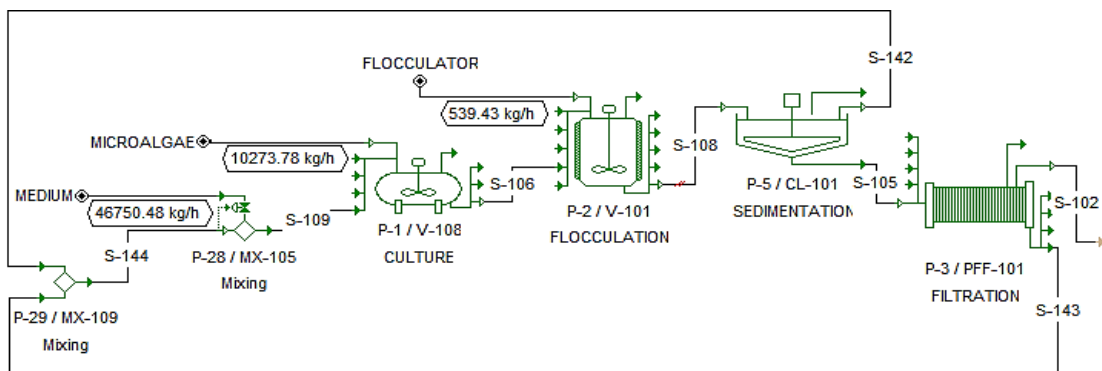 S-142
FLOCCULATOR
539.43 kg/h
S-108
MICROALGAE
10273.78 kg/h
S-106
P-5 / CL-101
SEDIMENTATION
S-105
S-102
MEDIUM
46750.48 kg/h
S-109
P-1 / V-108
CULTURE
P-2 / V-101
FLOCCULATION
S-144
P-28 / MX-105
Mixing
P-3 / PFF-101
FILTRATION
S-143
P-29 / MX-109
Mixing